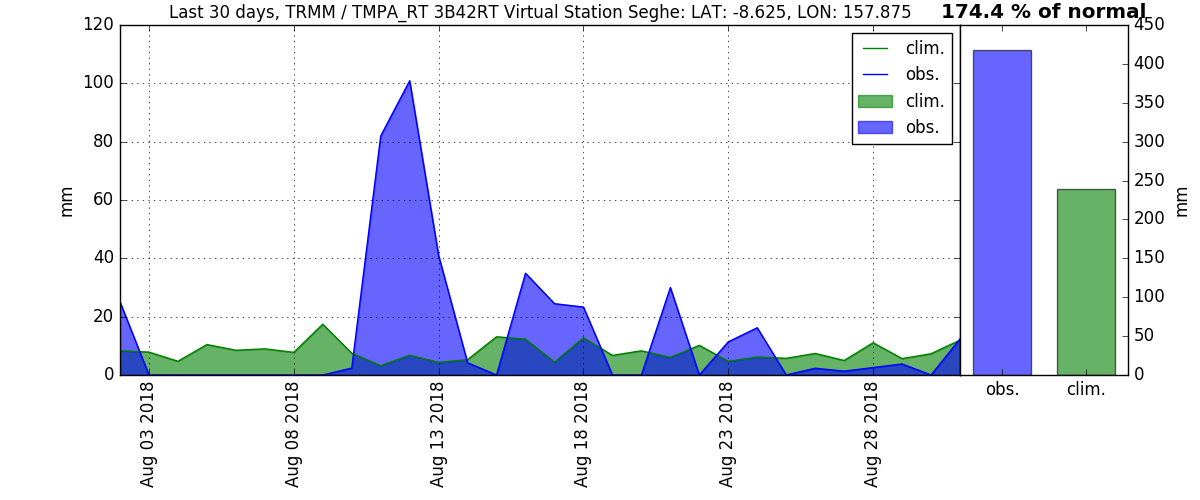 Last 30 days, TRMM / TMPA_RT 3B42RT Virtual Station Seghe: LAT: -8.625, LON: 157.875
174.4 % of normal
120
100
80
60
40
20
0
mm
clim.
obs.
clim.
obs.
Aug 03 2018
Aug 08 2018
Aug 13 2018
Aug 18 2018
Aug 23 2018
Aug 28 2018
450
400
350
300
250
200
150
100
50
0
mm
obs.
clim.